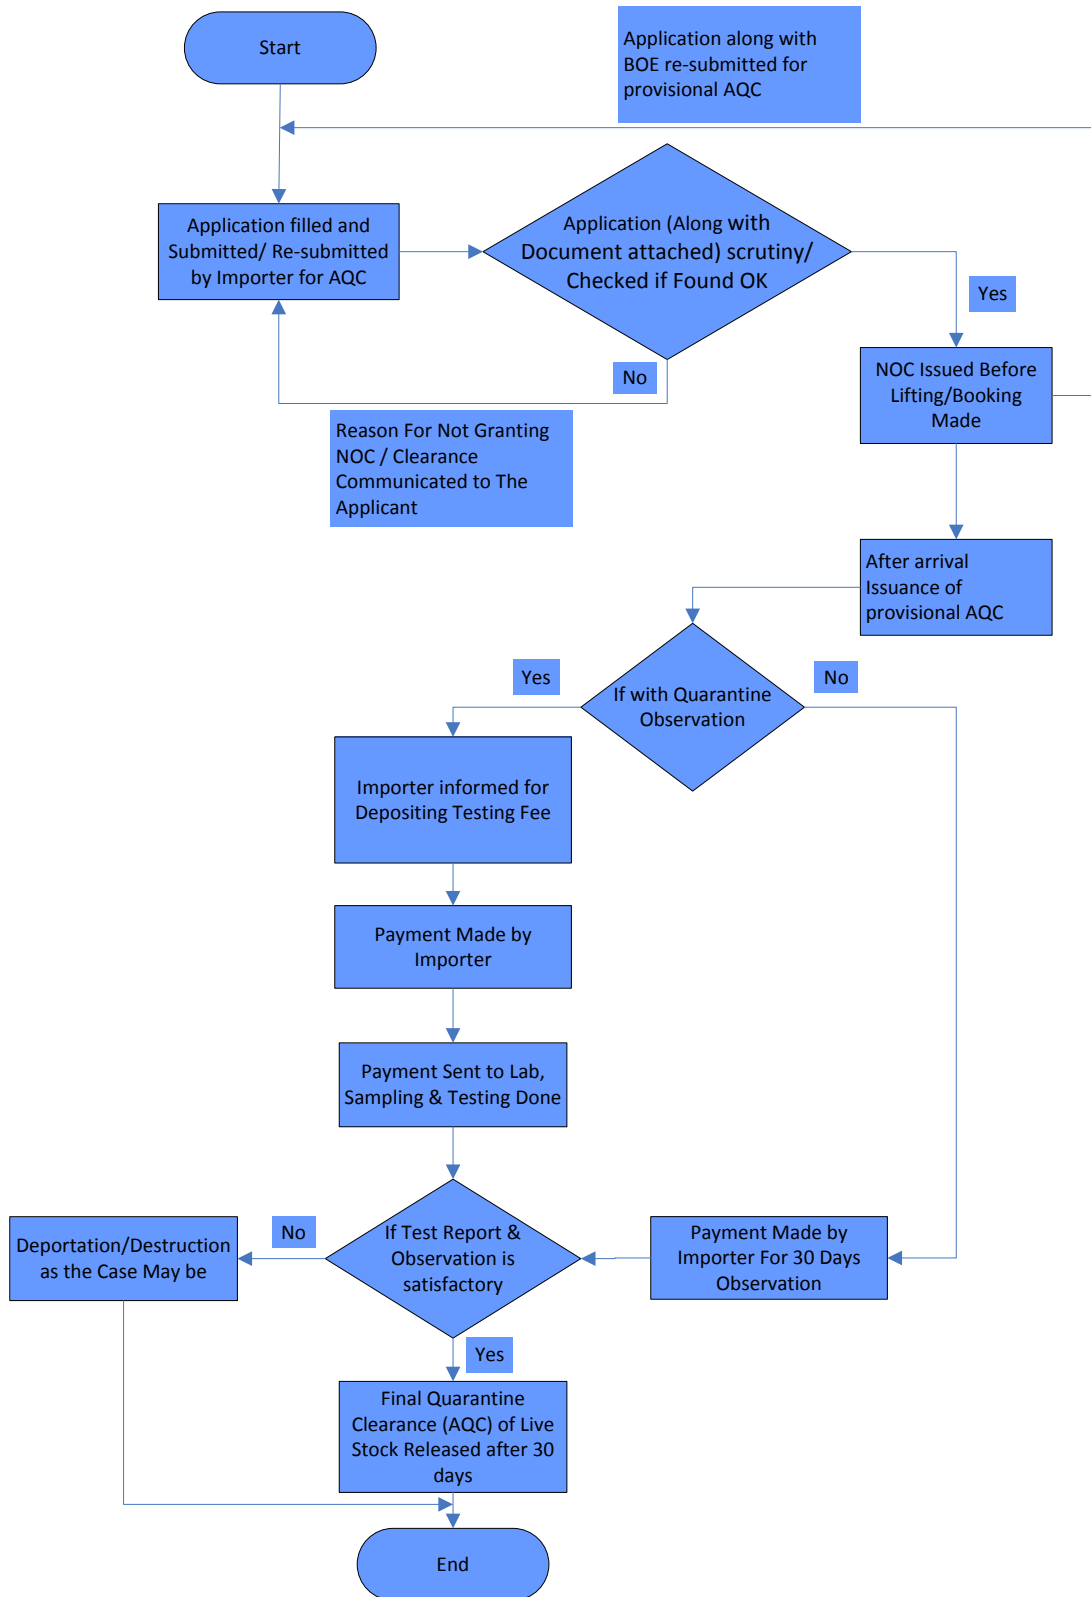 Start
Application along with
BOE re-submitted for
provisional AQC
Application filled and
Submitted/ Re-submitted
by Importer for AQC
Application (Along with
Document attached) scrutiny/
Checked if Found OK
Yes
No
NOC Issued Before
Lifting/Booking
Made
Reason For Not Granting
NOC / Clearance
Communicated to The
Applicant
After arrival
Issuance of
provisional AQC
Yes
No
If with Quarantine
Observation
Importer informed for
Depositing Testing Fee
Payment Made by
Importer
Payment Sent to Lab,
Sampling & Testing Done
No
If Test Report &
Observation is
satisfactory
Deportation/Destruction
as the Case May be
Payment Made by
Importer For 30 Days
Observation
Yes
Final Quarantine
Clearance (AQC) of Live
Stock Released after 30
days
End